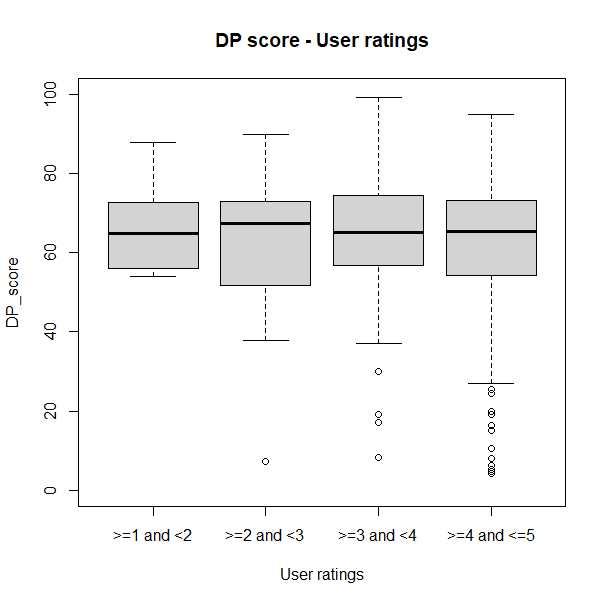 DP score - User ratings
DP_score
100
80
60
40
20
0
>=1 and <2
>=2 and <3
>=3 and <4
>=4 and <=5
User ratings